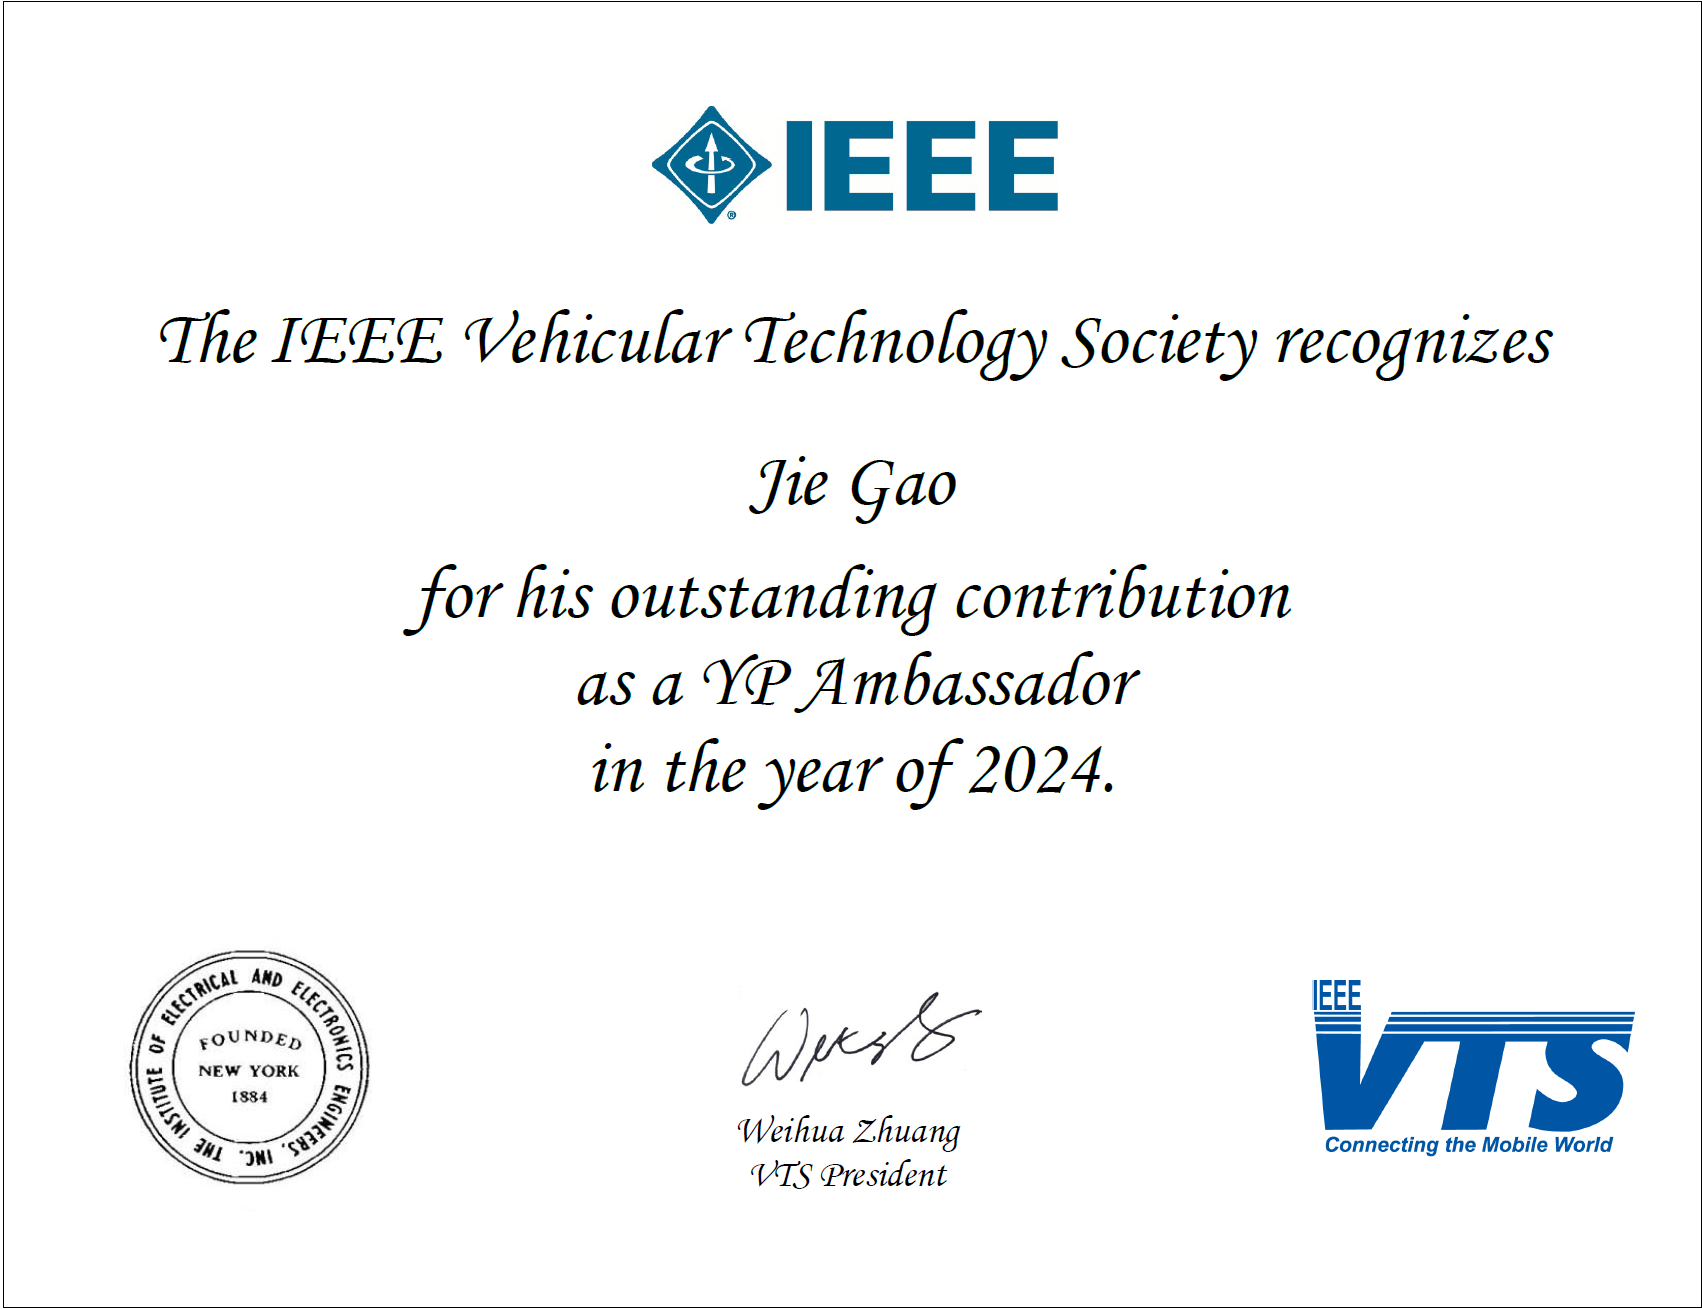 IEEE
®
The IEEE Vehicular Technology Society recognizes
Jie Gao
for his outstanding contribution
as a YP Ambassador
in the year of 2024.
THE INSTITUTE OF ELECTRICAL AND ELECTRONICS ENGINEERS, INC.
FOUNDED
NEW YORK
1884
Weihua Zhuang
VTS President
IEEE
VTS
Connecting the Mobile World